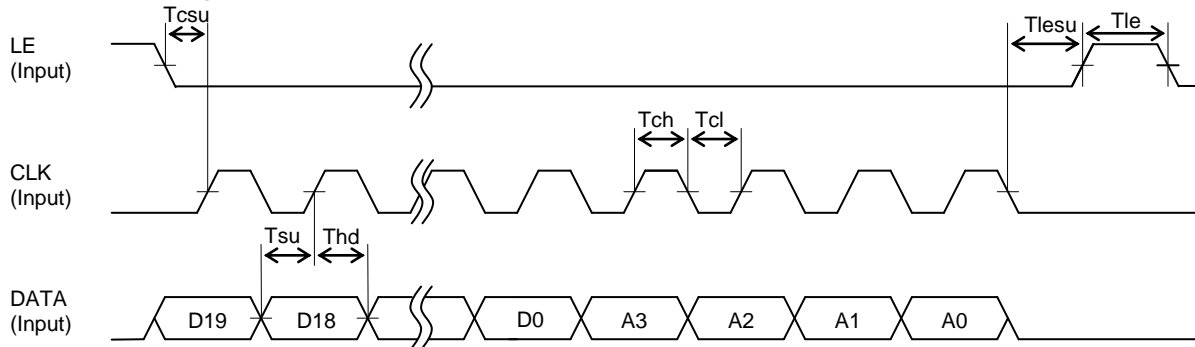 Tcsu
Tlesu Tle
LE
(Input)
Tch Tcl
CLK
(Input)
Tsu Thd
DATA
(Input)
D19 D18 D0 A3 A2 A1 A0